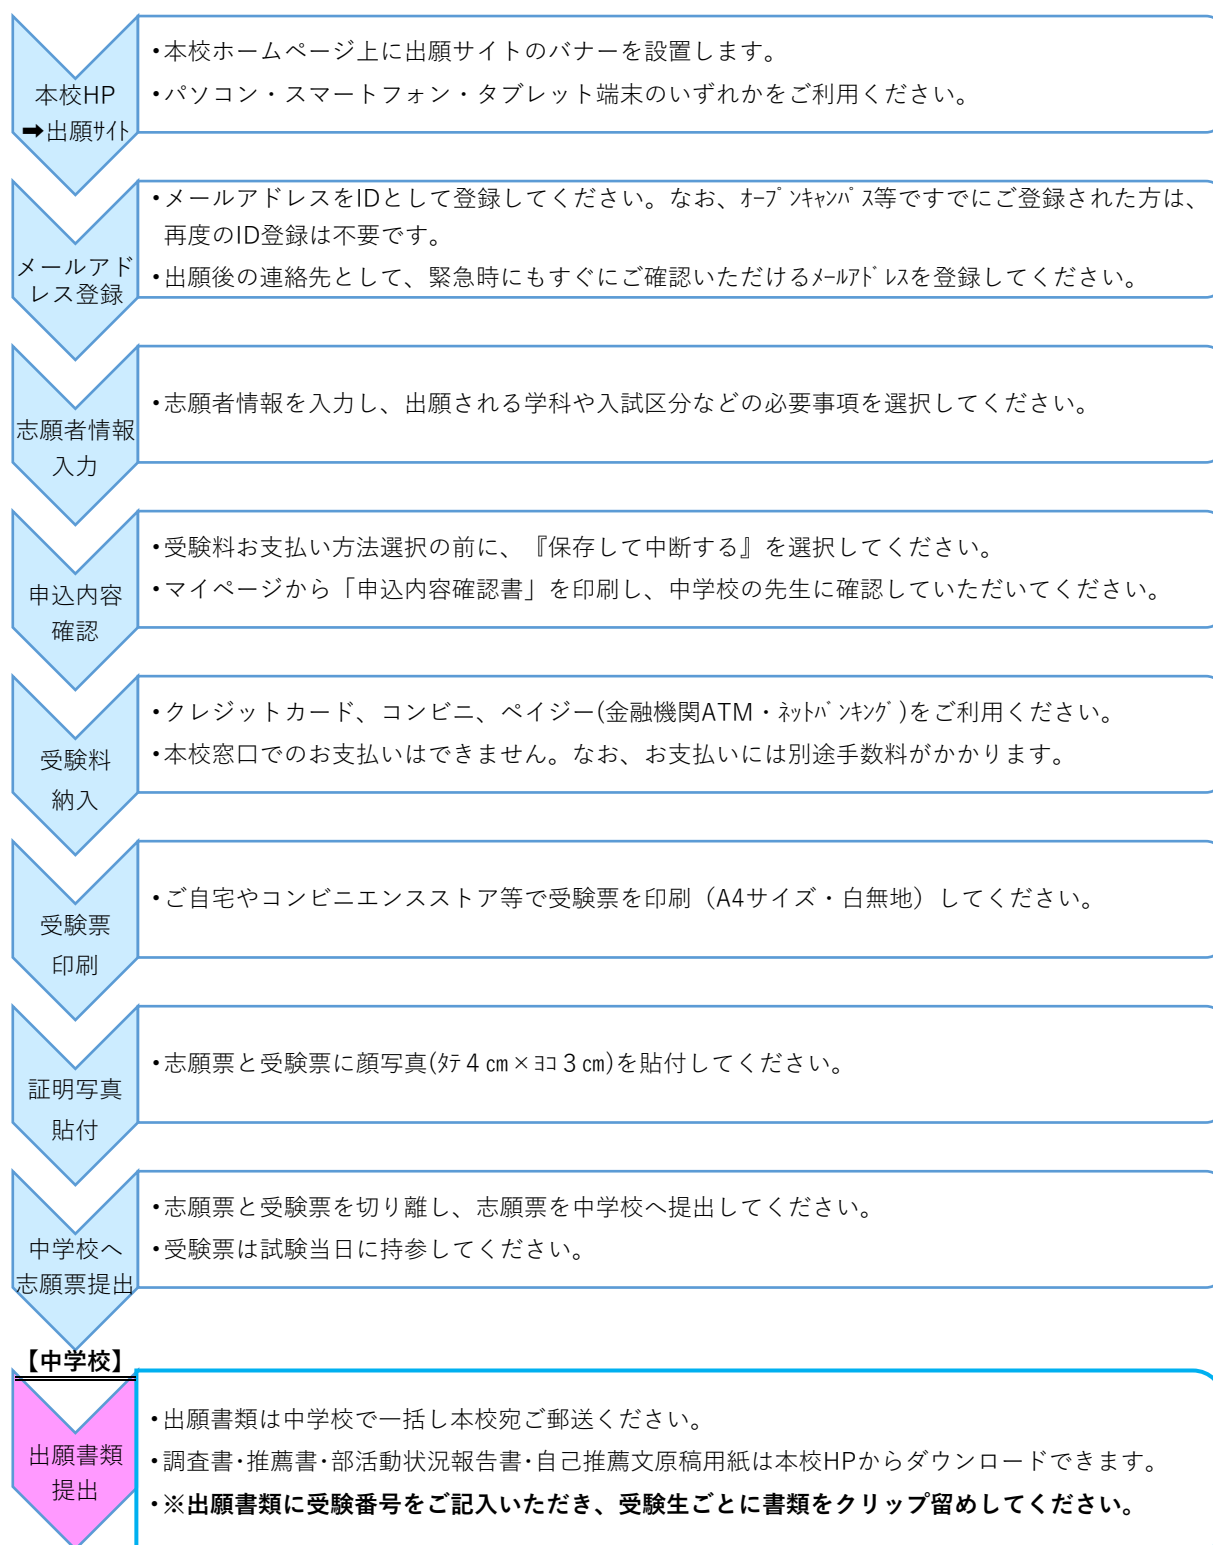 本校HP
➡出願ｻｲﾄ
・本校ホームページ上に出願サイトのバナーを設置します。
・パソコン・スマートフォン・タブレット端末のいずれかをご利用ください。
メールアド
レス登録
・メールアドレスをIDとして登録してください。なお、ｵｰﾌﾟﾝｷｬﾝﾊﾟｽ等ですでにご登録された方は、
再度のID登録は不要です。
・出願後の連絡先として、緊急時にもすぐにご確認いただけるﾒｰﾙｱﾄﾞﾚｽを登録してください。
志願者情報
入力
・志願者情報を入力し、出願される学科や入試区分などの必要事項を選択してください。
申込内容
確認
・受験料お支払い方法選択の前に、『保存して中断する』を選択してください。
・マイページから「申込内容確認書」を印刷し、中学校の先生に確認していただいてください。
受験料
納入
・クレジットカード、コンビニ、ペイジー(金融機関ATM・ﾈｯﾄﾊﾞﾝｷﾝｸﾞ)をご利用ください。
・本校窓口でのお支払いはできません。なお、お支払いには別途手数料がかかります。
受験票
印刷
・ご自宅やコンビニエンスストア等で受験票を印刷（A4サイズ・白無地）してください。
証明写真
貼付
・志願票と受験票に顔写真(ﾀﾃ４㎝×ﾖｺ３㎝)を貼付してください。
中学校へ
志願票提出
・志願票と受験票を切り離し、志願票を中学校へ提出してください。
・受験票は試験当日に持参してください。
【中学校】
出願書類
提出
・出願書類は中学校で一括し本校宛ご郵送ください。
・調査書･推薦書･部活動状況報告書･自己推薦文原稿用紙は本校HPからダウンロードできます。
・※出願書類に受験番号をご記入いただき、受験生ごとに書類をクリップ留めしてください。